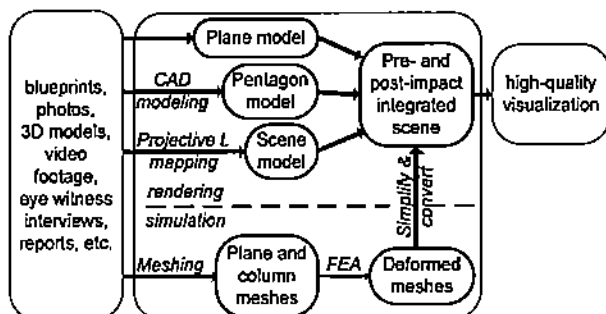 blueprints,
photos,
3D models,
video
footage,
eye witness
interviews,
reports, etc.
Plane model
CAD
modeling
Pentagon
model
Projective t.
mapping
Scene
model
rendering
simulation
Meshing
Plane and
column
meshes
FEA
Deformed
meshes
Simplify &
convert
Pre- and
post-impact
integrated
scene
high-quality
visualization